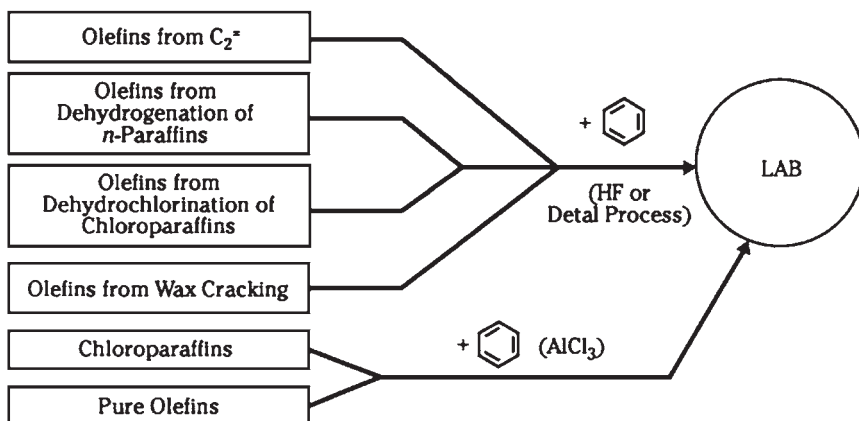 Olefins from C₂⁼
Olefins from
Dehydrogenation of
n-Paraffins
Olefins from
Dehydrochlorination of
Chloroparaffins
Olefins from Wax Cracking
Chloroparaffins
Pure Olefins
+
(HF or
Detal Process)
+ (AlCl₃)
LAB